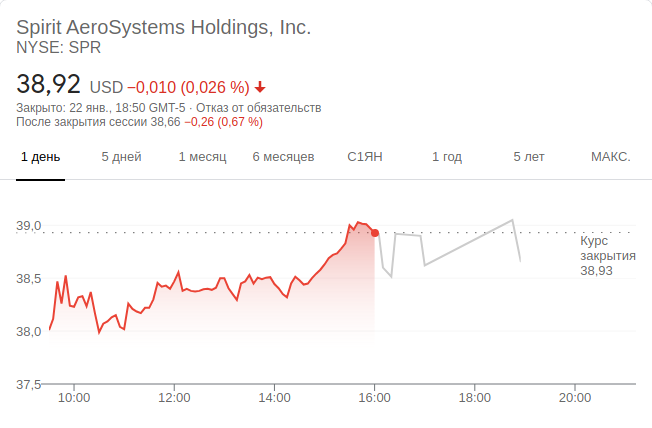 Spirit AeroSystems Holdings, Inc.
NYSE: SPR
38,92 USD −0,010 (0,026 %)
Закрыто: 22 янв., 18:50 GMT-5 · Отказ от обязательств
После закрытия сессии 38,66 −0,26 (0,67 %)
1 день 5 дней 1 месяц 6 месяцев С1ЯН 1 год 5 лет МАКС.
39,0
38,5
38,0
37,5
Курс
закрытия
38,93
10:00 12:00 14:00 16:00 18:00 20:00